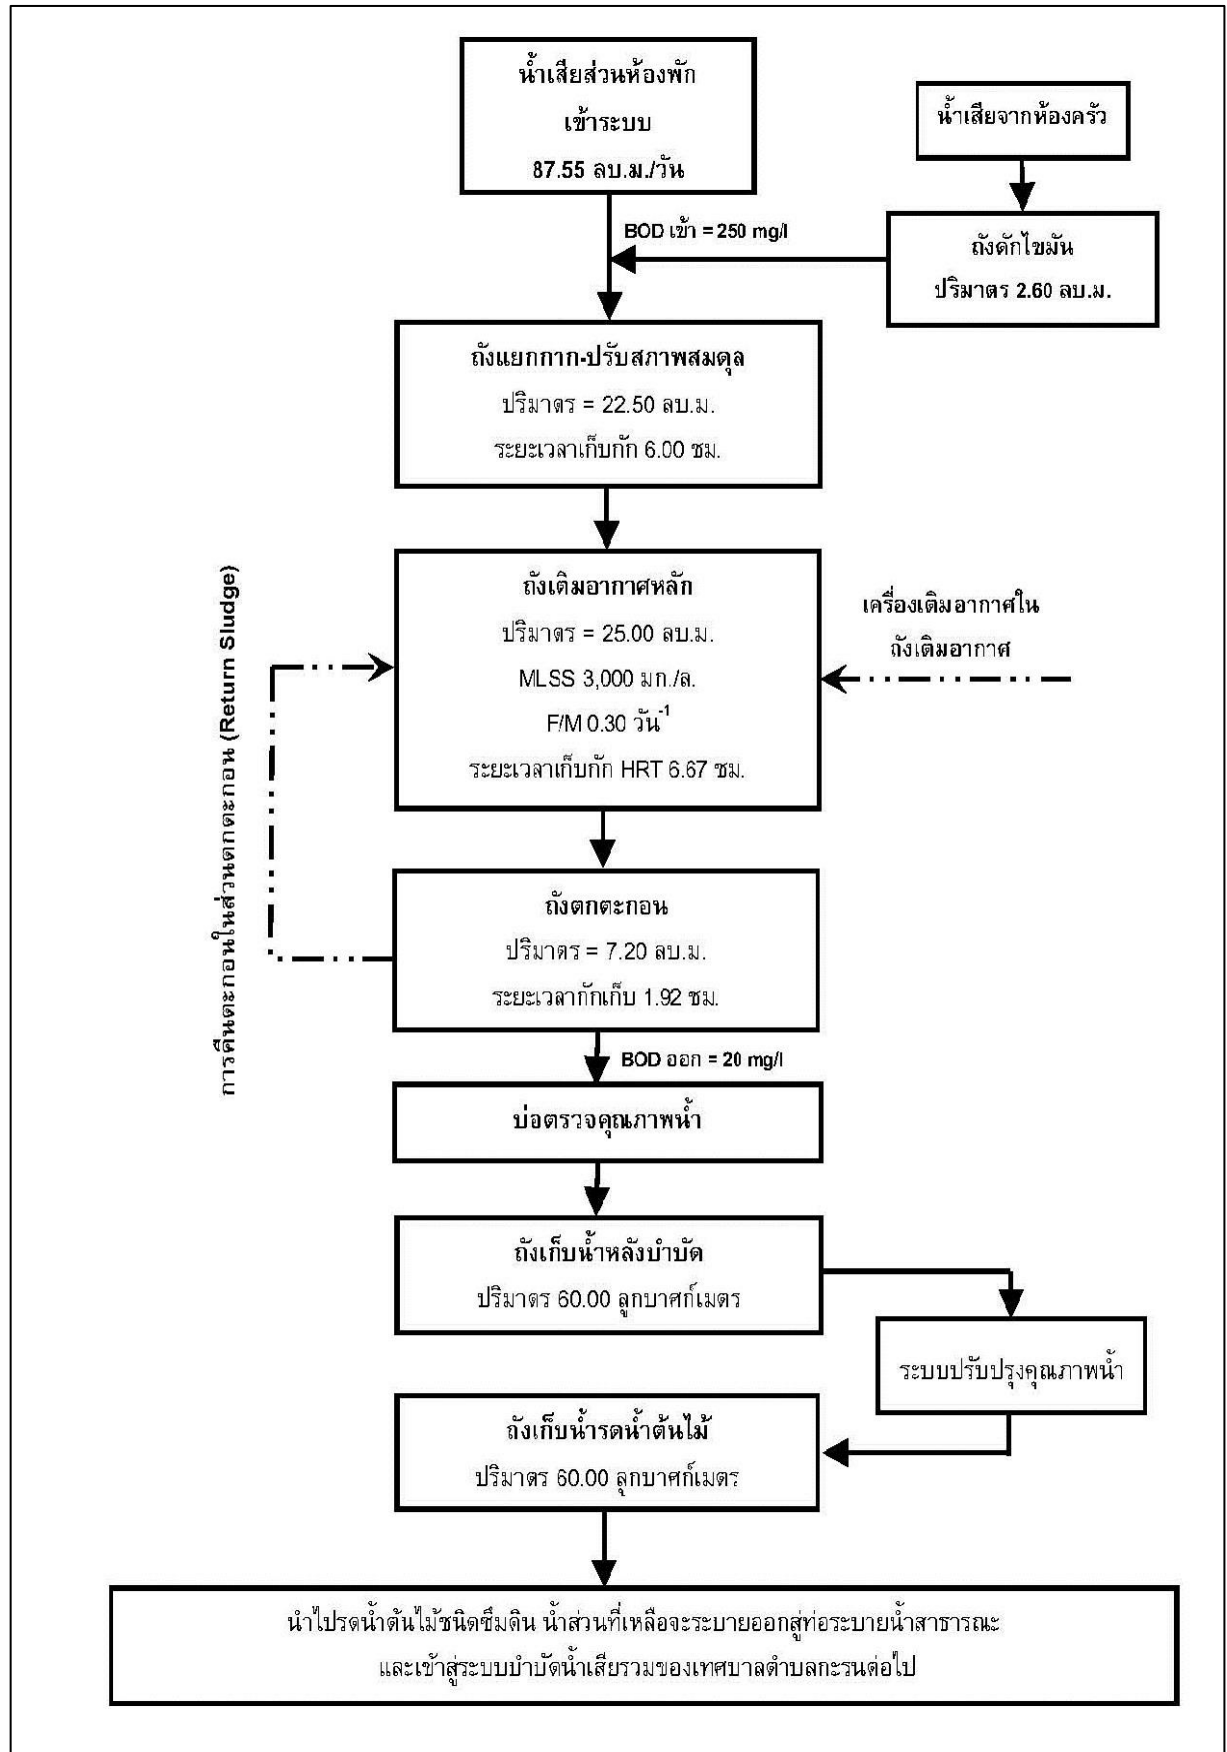 น้ำเสียส่วนห้องพัก
เข้าระบบ
87.55 ลบ.ม./วัน
น้ำเสียจากห้องครัว
BOD เข้า = 250 mg/l
ถังดักไขมัน
ปริมาตร 2.60 ลบ.ม.
ถังแยกกาก-ปรับสภาพสมดุล
ปริมาตร = 22.50 ลบ.ม.
ระยะเวลาเก็บกัก 6.00 ชม.
ถังเติมอากาศหลัก
ปริมาตร = 25.00 ลบ.ม.
MLSS 3,000 มก./ล.
F/M 0.30 วัน⁻¹
ระยะเวลาเก็บกัก HRT 6.67 ชม.
เครื่องเติมอากาศใน
ถังเติมอากาศ
การคืนตะกอนในส่วนตกตะกอน (Return Sludge)
ถังตกตะกอน
ปริมาตร = 7.20 ลบ.ม.
ระยะเวลากักเก็บ 1.92 ชม.
BOD ออก = 20 mg/l
บ่อตรวจคุณภาพน้ำ
ถังเก็บน้ำหลังบำบัด
ปริมาตร 60.00 ลูกบาศก์เมตร
ระบบปรับปรุงคุณภาพน้ำ
ถังเก็บน้ำรดน้ำต้นไม้
ปริมาตร 60.00 ลูกบาศก์เมตร
นำไปรดน้ำต้นไม้ชนิดซึมดิน น้ำส่วนที่เหลือจะระบายออกสู่ท่อระบายน้ำสาธารณะ
และเข้าสู่ระบบบำบัดน้ำเสียรวมของเทศบาลตำบลกะรนต่อไป